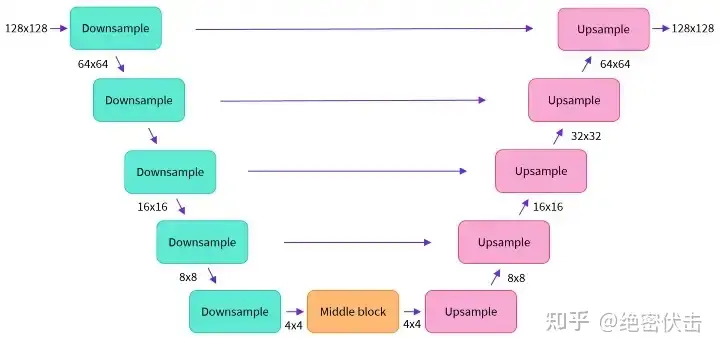 128x128
Downsample
Upsample
128x128
64x64
64x64
Downsample
Upsample
32x32
Downsample
Upsample
16x16
16x16
Downsample
Upsample
8x8
8x8
Downsample
4x4
Middle block
4x4
Upsample
知乎 @绝密伏击